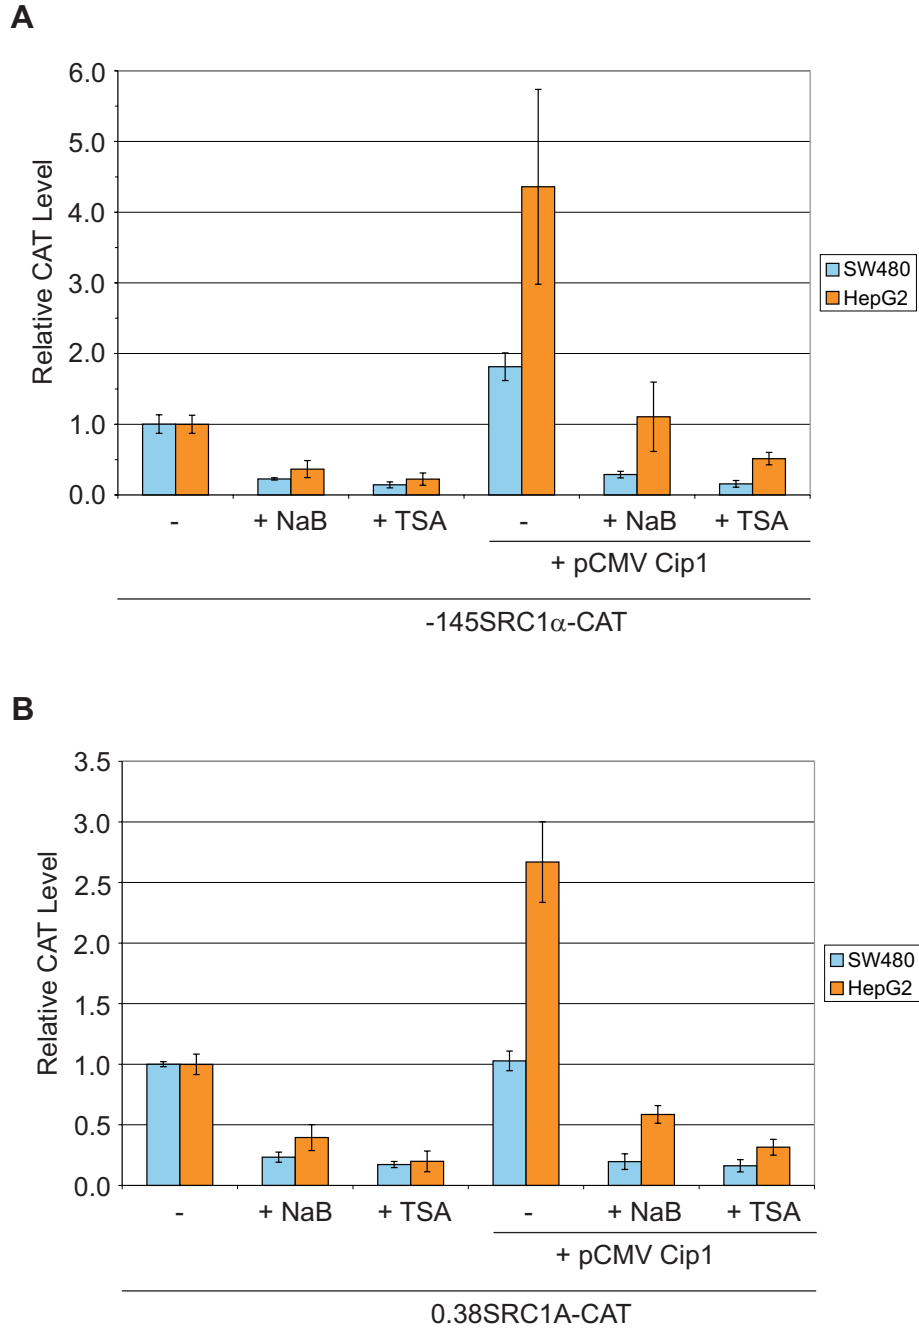 A
Relative CAT Level
6.0
5.0
4.0
3.0
2.0
1.0
0.0
SW480
HepG2
- + NaB + TSA - + NaB + TSA
+ pCMV Cip1
-145SRC1α-CAT
B
Relative CAT Level
3.5
3.0
2.5
2.0
1.5
1.0
0.5
0.0
SW480
HepG2
- + NaB + TSA - + NaB + TSA
+ pCMV Cip1
0.38SRC1A-CAT